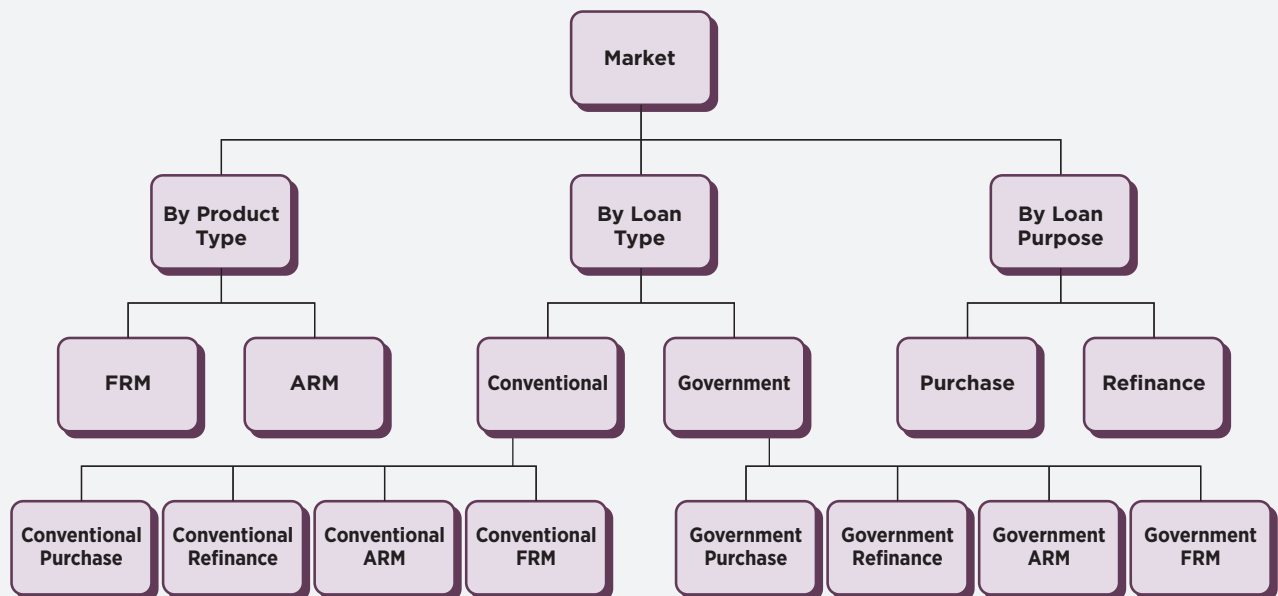 Market
By Product
Type
By Loan
Type
By Loan
Purpose
FRM
ARM
Conventional
Government
Purchase
Refinance
Conventional
Purchase
Conventional
Refinance
Conventional
ARM
Conventional
FRM
Government
Purchase
Government
Refinance
Government
ARM
Government
FRM